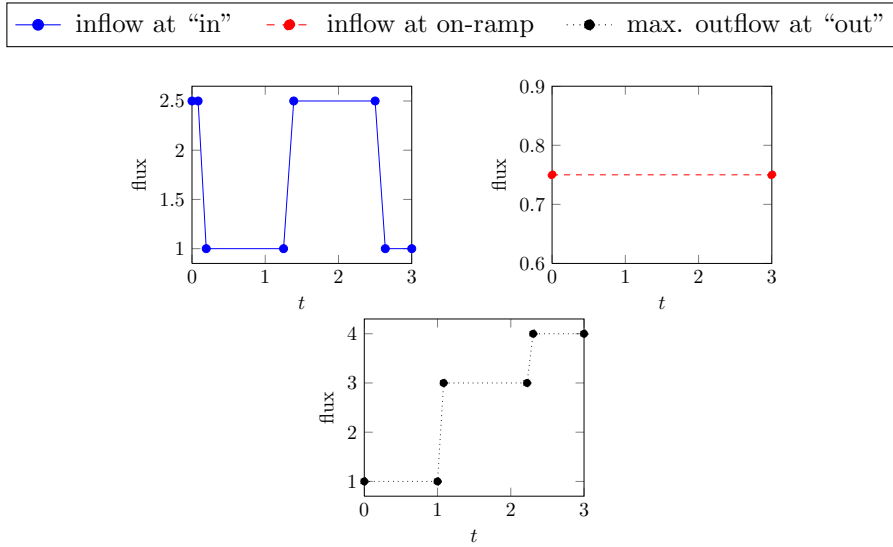 inflow at “in” inflow at on-ramp max. outflow at “out”
2.5
2
1.5
1
0 1 2 3
flux
t
0.9
0.8
0.7
0.6
0 1 2 3
flux
t
4
3
2
1
0 1 2 3
flux
t